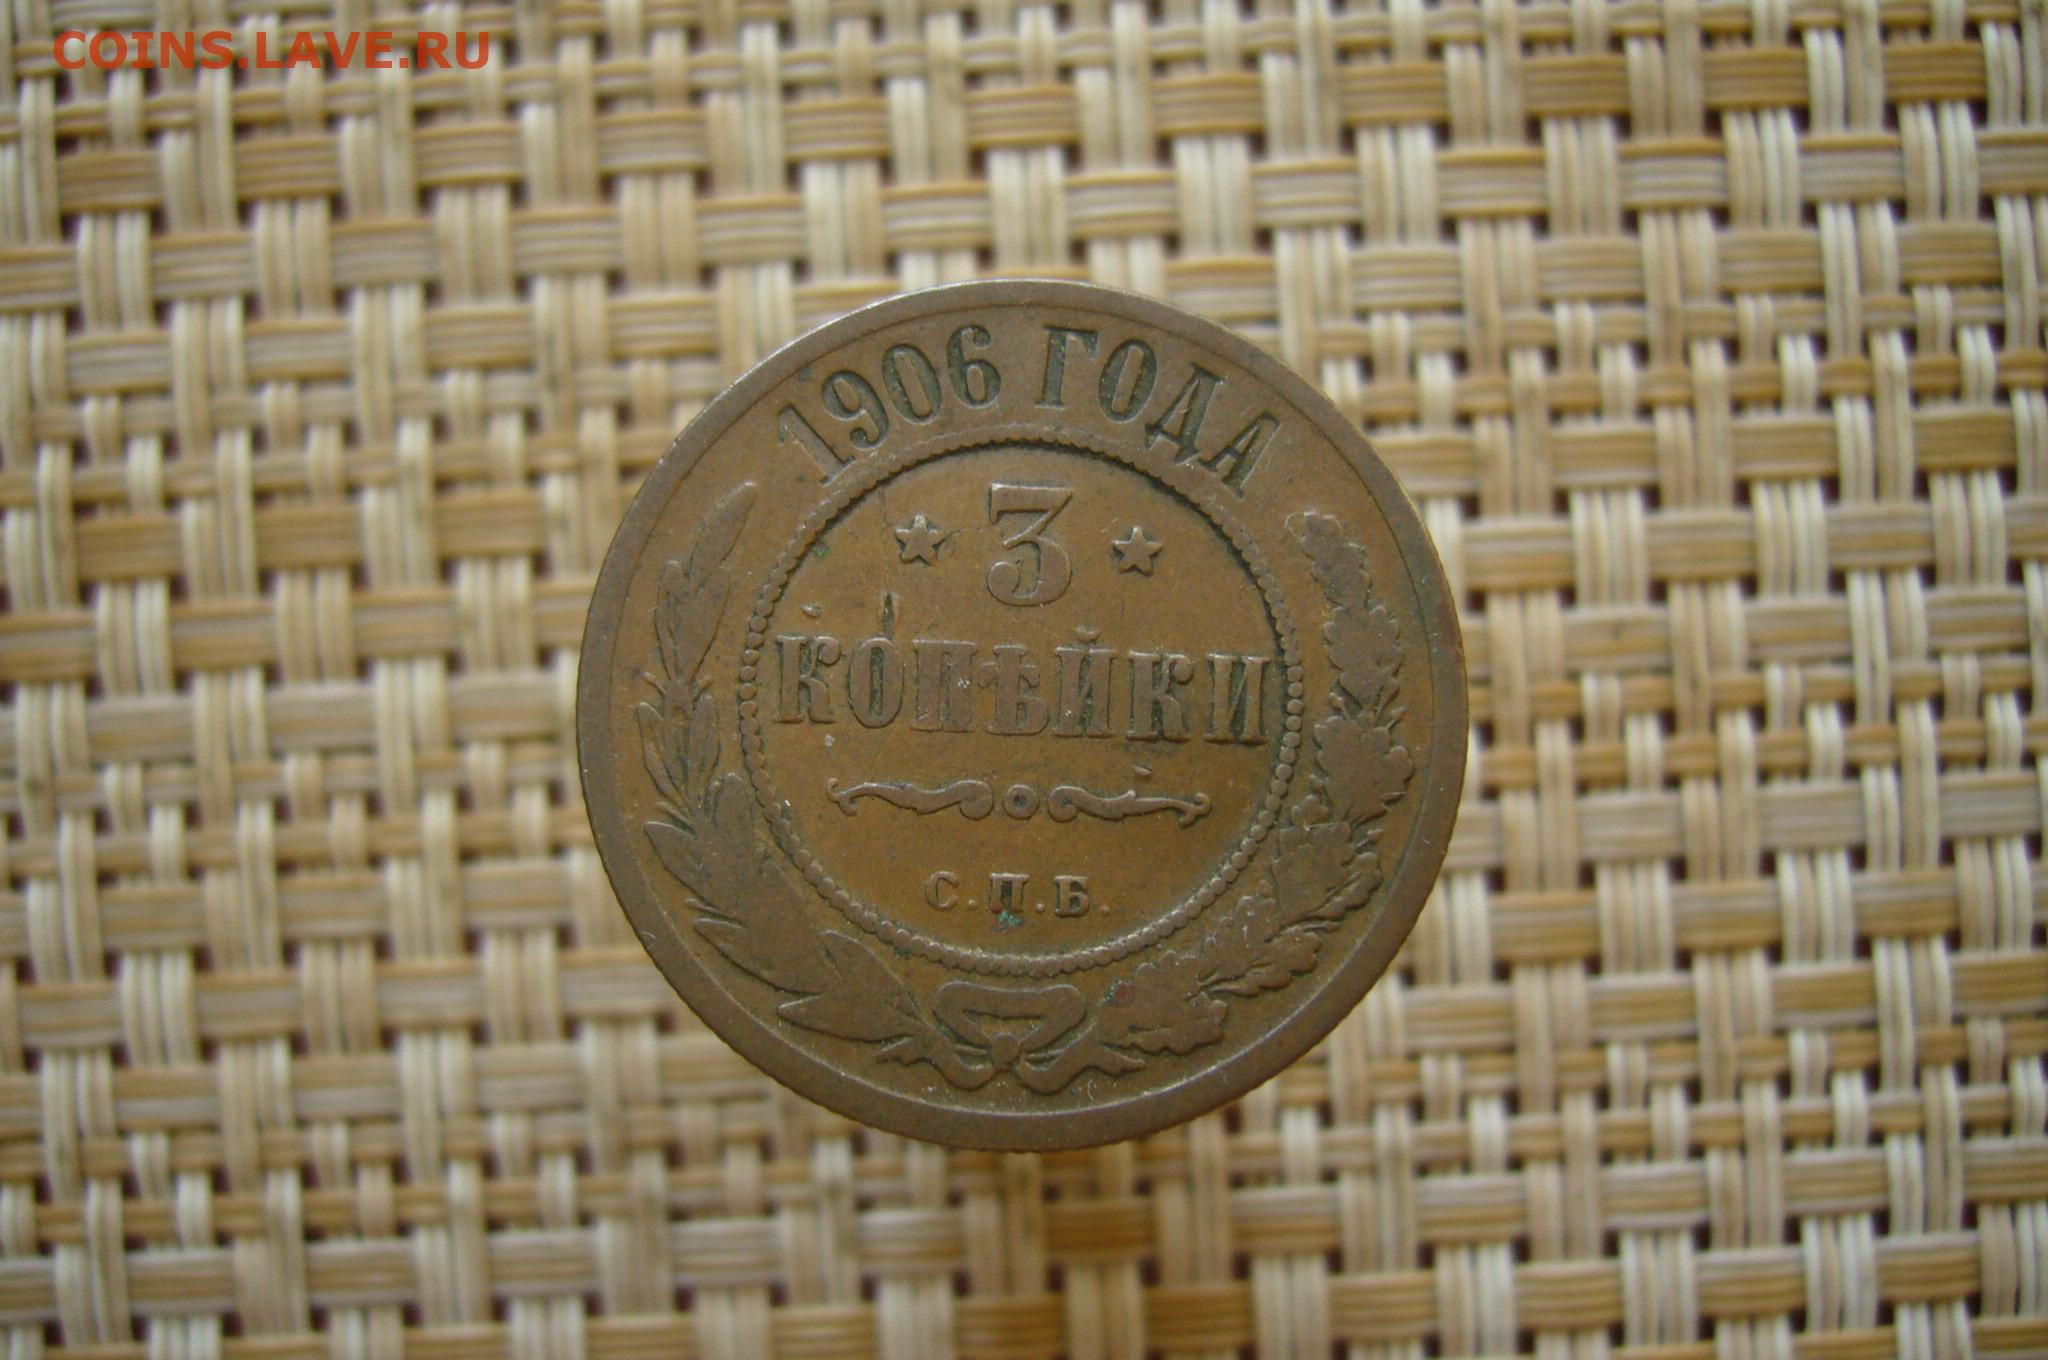 COINS.LAVE.RU
1906 ГОДА
3
КОПѢЙКИ
С.П.Б.